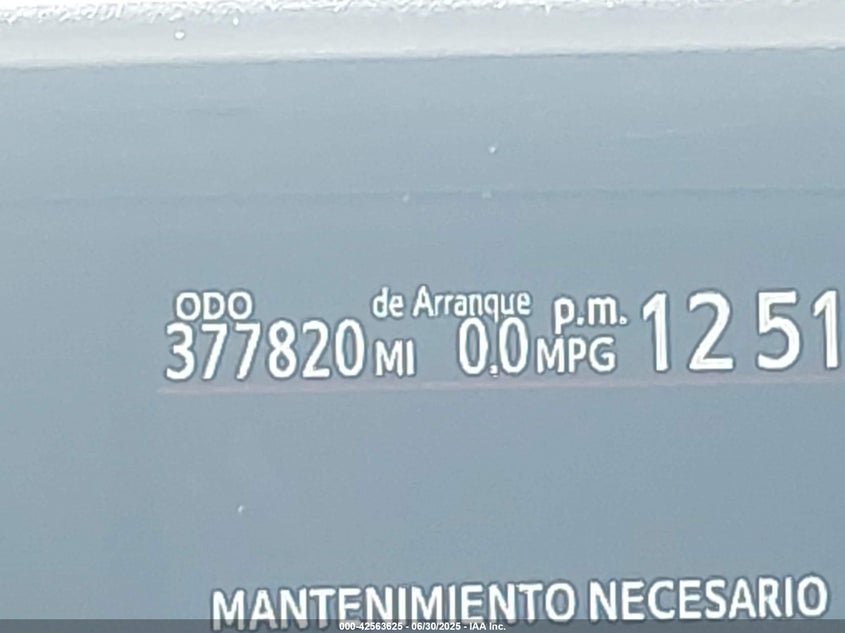 ODO de Arranque p.m. 12 51
377820 MI 0.0 MPG
MANTENIMIENTO NECESARIO
000-42563625 - 06/30/2025 - IAA Inc.